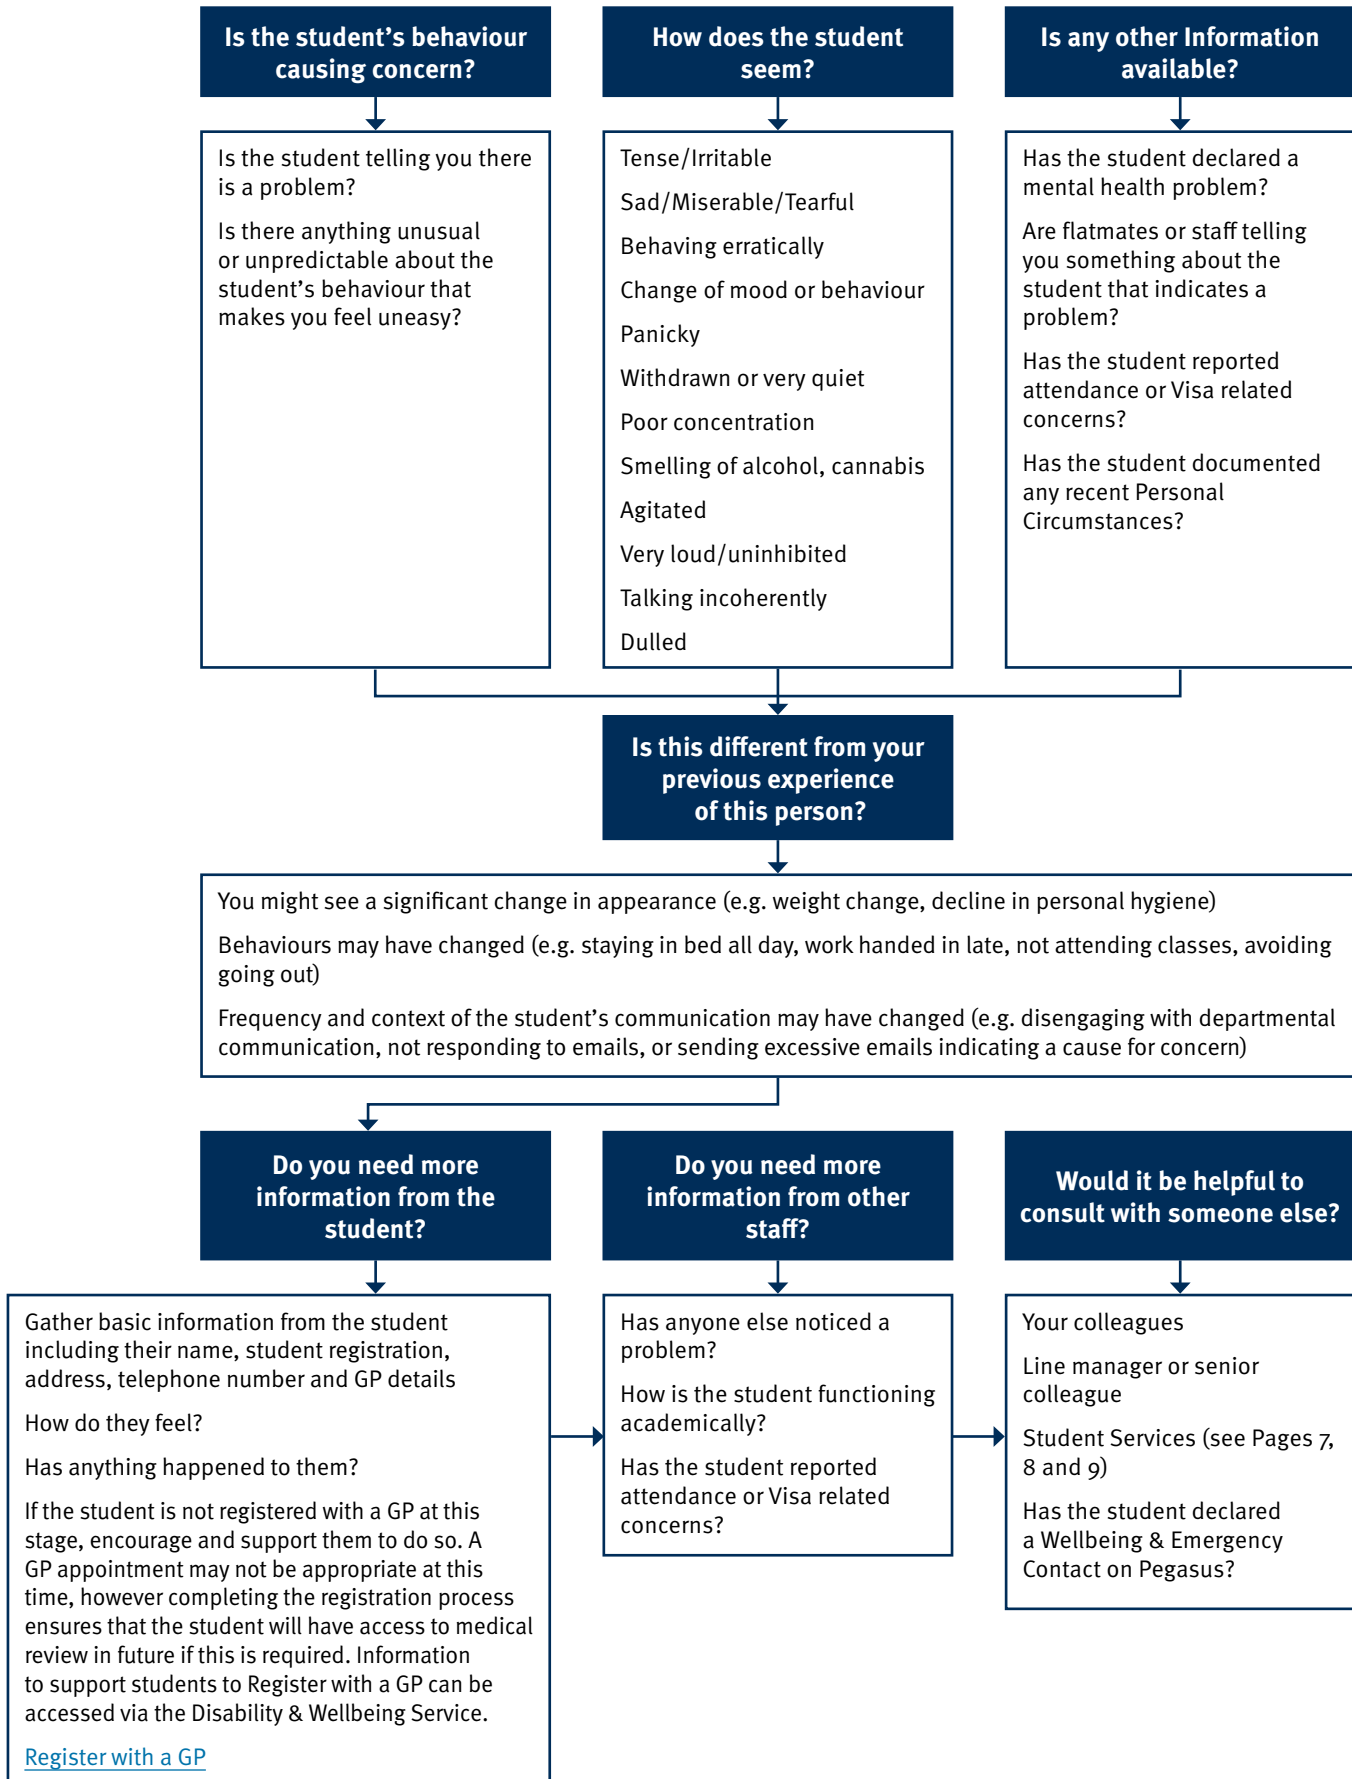 Is the student’s behaviour
causing concern?
Is the student telling you there
is a problem?
Is there anything unusual
or unpredictable about the
student’s behaviour that
makes you feel uneasy?
How does the student
seem?
Tense/Irritable
Sad/Miserable/Tearful
Behaving erratically
Change of mood or behaviour
Panicky
Withdrawn or very quiet
Poor concentration
Smelling of alcohol, cannabis
Agitated
Very loud/uninhibited
Talking incoherently
Dulled
Is any other Information
available?
Has the student declared a
mental health problem?
Are flatmates or staff telling
you something about the
student that indicates a
problem?
Has the student reported
attendance or Visa related
concerns?
Has the student documented
any recent Personal
Circumstances?
Is this different from your
previous experience
of this person?
You might see a significant change in appearance (e.g. weight change, decline in personal hygiene)
Behaviours may have changed (e.g. staying in bed all day, work handed in late, not attending classes, avoiding
going out)
Frequency and context of the student’s communication may have changed (e.g. disengaging with departmental
communication, not responding to emails, or sending excessive emails indicating a cause for concern)
Do you need more
information from the
student?
Gather basic information from the student
including their name, student registration,
address, telephone number and GP details
How do they feel?
Has anything happened to them?
If the student is not registered with a GP at this
stage, encourage and support them to do so. A
GP appointment may not be appropriate at this
time, however completing the registration process
ensures that the student will have access to medical
review in future if this is required. Information
to support students to Register with a GP can be
accessed via the Disability & Wellbeing Service.
Register with a GP
Do you need more
information from other
staff?
Has anyone else noticed a
problem?
How is the student functioning
academically?
Has the student reported
attendance or Visa related
concerns?
Would it be helpful to
consult with someone else?
Your colleagues
Line manager or senior
colleague
Student Services (see Pages 7,
8 and 9)
Has the student declared
a Wellbeing & Emergency
Contact on Pegasus?